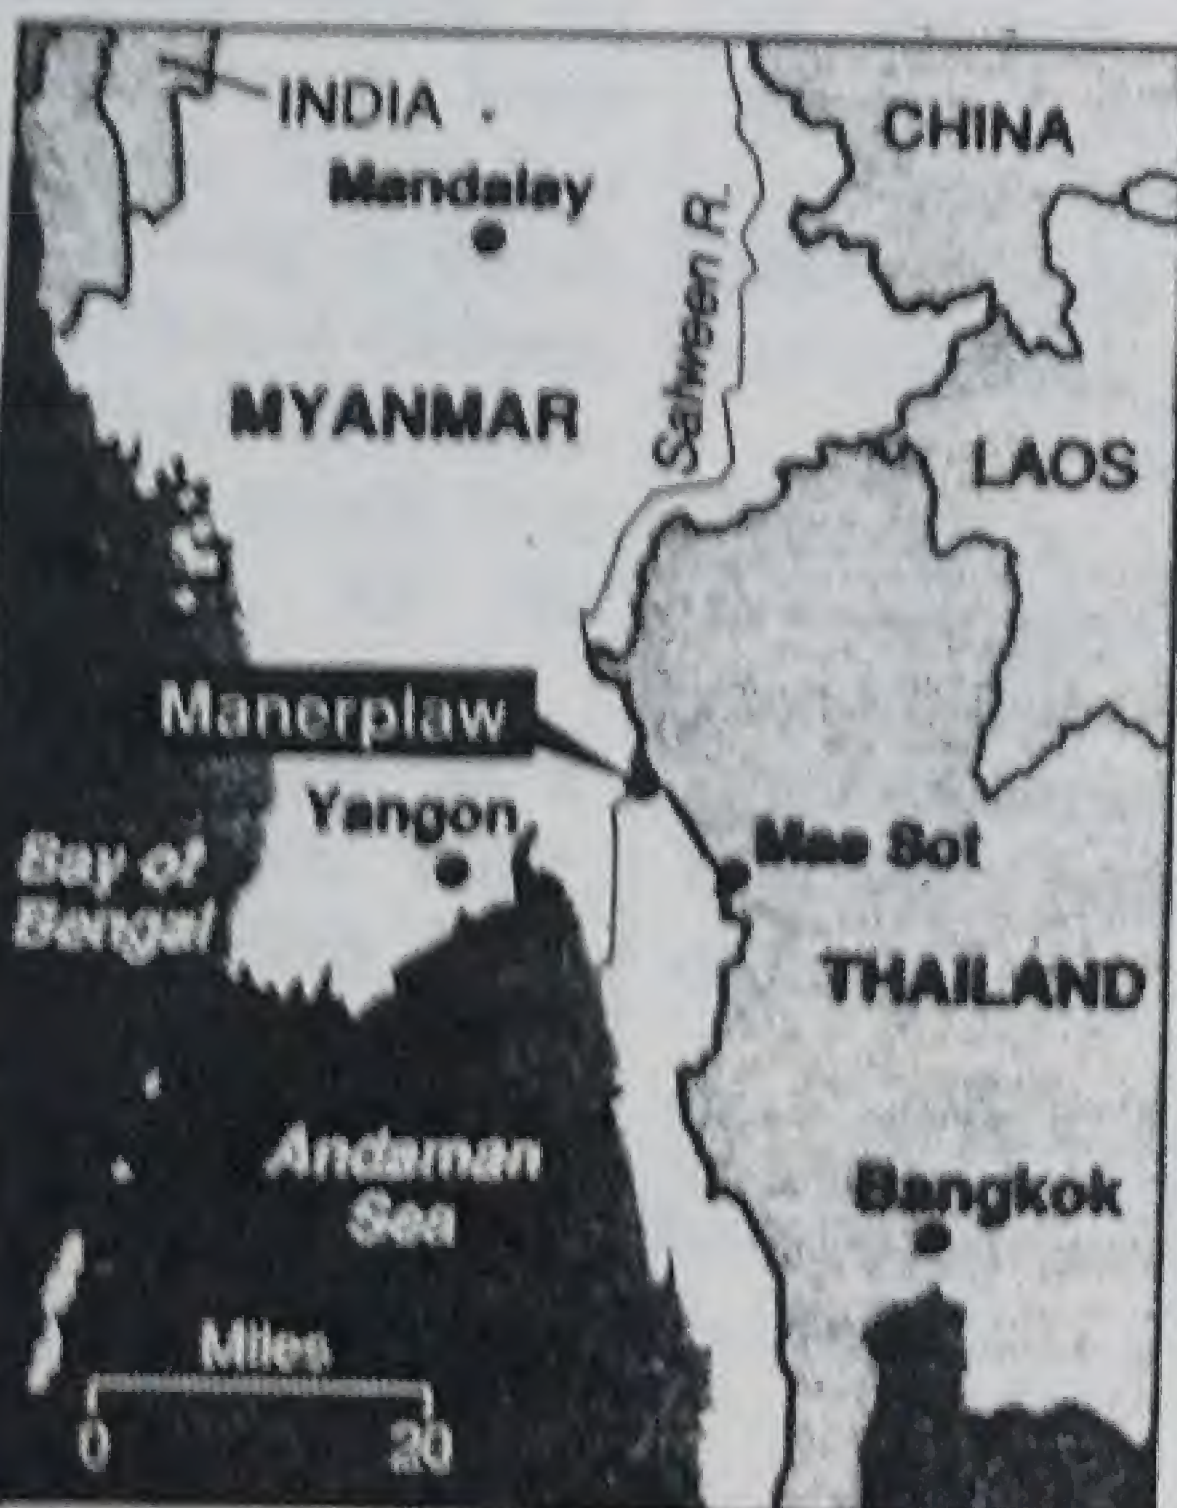 INDIA
CHINA
Mandalay
Salween R.
MYANMAR
LAOS
Manerplaw
Yangon
Mae Sot
Bay of
Bengal
THAILAND
Andaman
Sea
Bangkok
Miles
0 20